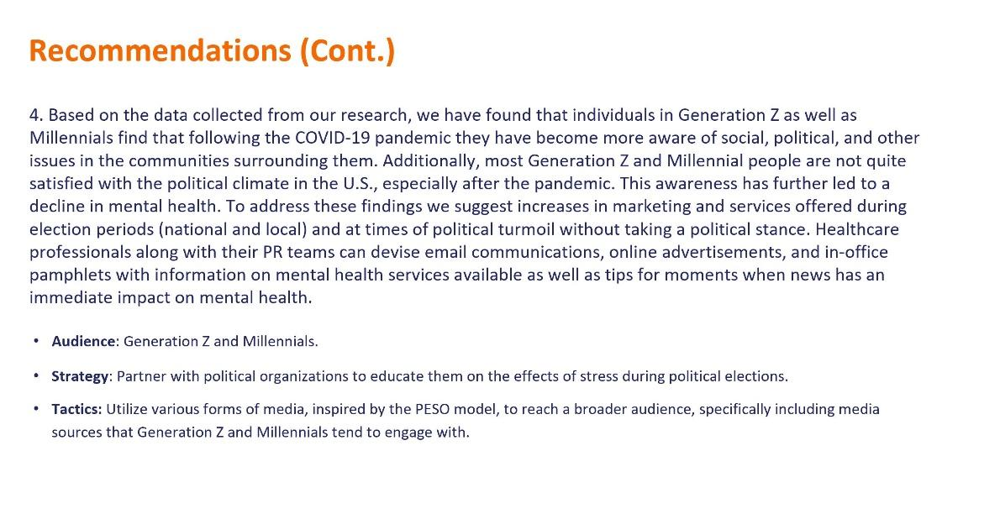 Recommendations (Cont.)
4. Based on the data collected from our research, we have found that individuals in Generation Z as well as
Millennials find that following the COVID-19 pandemic they have become more aware of social, political, and other
issues in the communities surrounding them. Additionally, most Generation Z and Millennial people are not quite
satisfied with the political climate in the U.S., especially after the pandemic. This awareness has further led to a
decline in mental health. To address these findings we suggest increases in marketing and services offered during
election periods (national and local) and at times of political turmoil without taking a political stance. Healthcare
professionals along with their PR teams can devise email communications, online advertisements, and in-office
pamphlets with information on mental health services available as well as tips for moments when news has an
immediate impact on mental health.
• Audience: Generation Z and Millennials.
• Strategy: Partner with political organizations to educate them on the effects of stress during political elections.
• Tactics: Utilize various forms of media, inspired by the PESO model, to reach a broader audience, specifically including media
sources that Generation Z and Millennials tend to engage with.